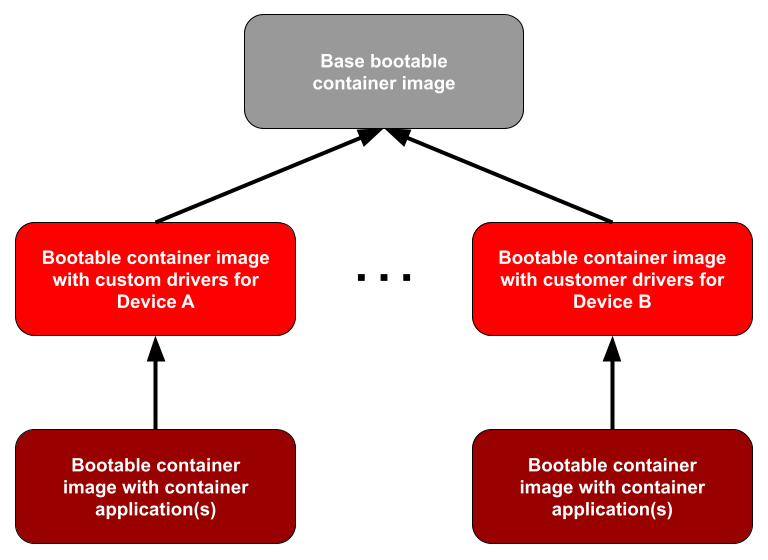 Base bootable
container image
Bootable container image
with custom drivers for
Device A
...
Bootable container image
with customer drivers for
Device B
Bootable container
image with container
application(s)
Bootable container
image with container
application(s)